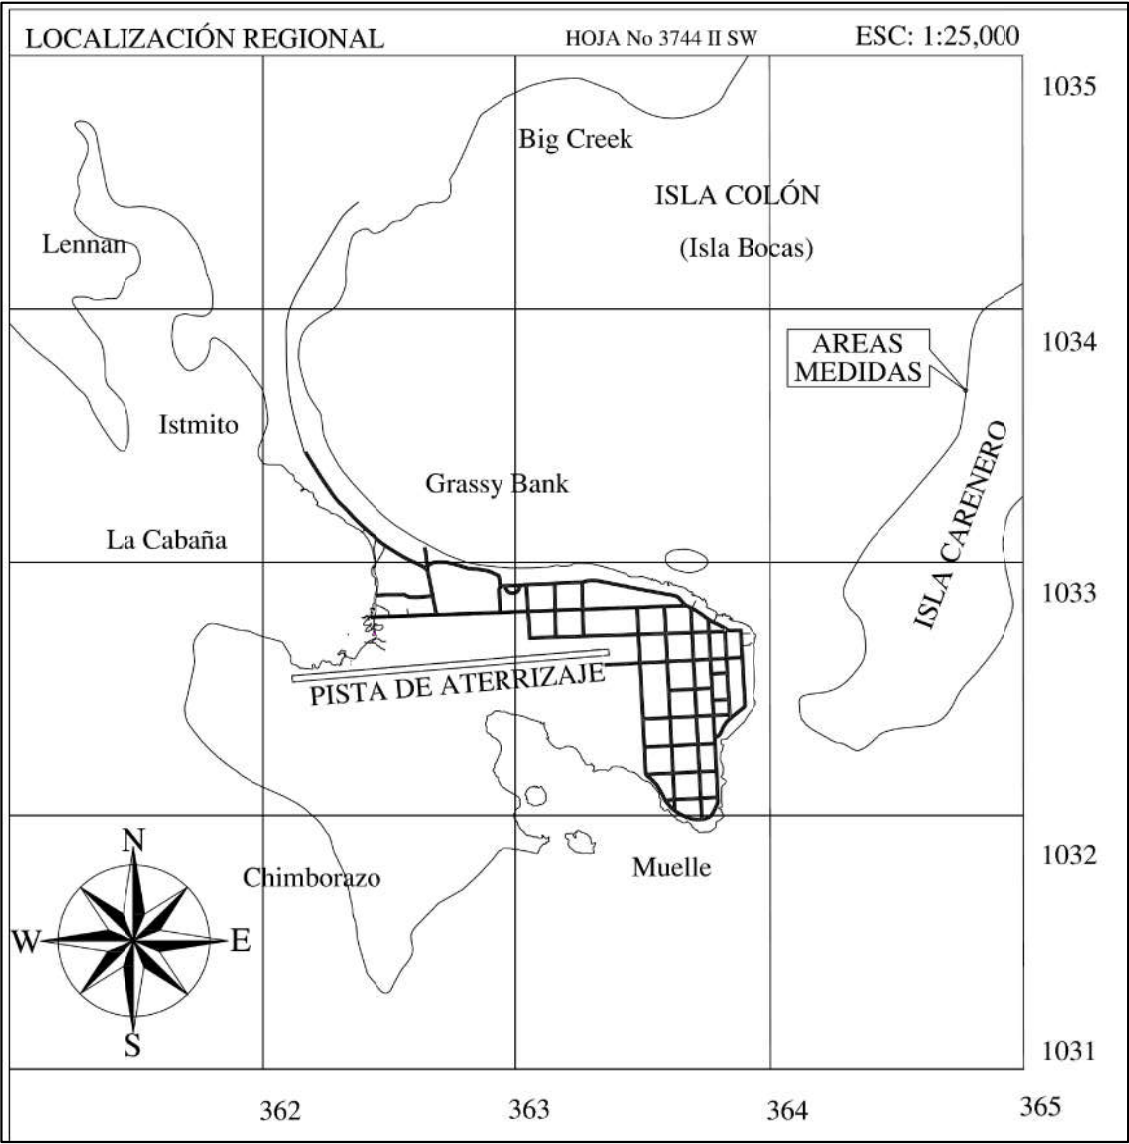 LOCALIZACIÓN REGIONAL
HOJA No 3744 II SW
ESC: 1:25,000
1035
Big Creek
ISLA COLÓN
(Isla Bocas)
Lennan
1034
AREAS
MEDIDAS
Istmito
Grassy Bank
ISLA CARENERO
La Cabaña
1033
PISTA DE ATERRIZAJE
N
1032
Muelle
Chimborazo
W
E
S
1031
362
363
364
365